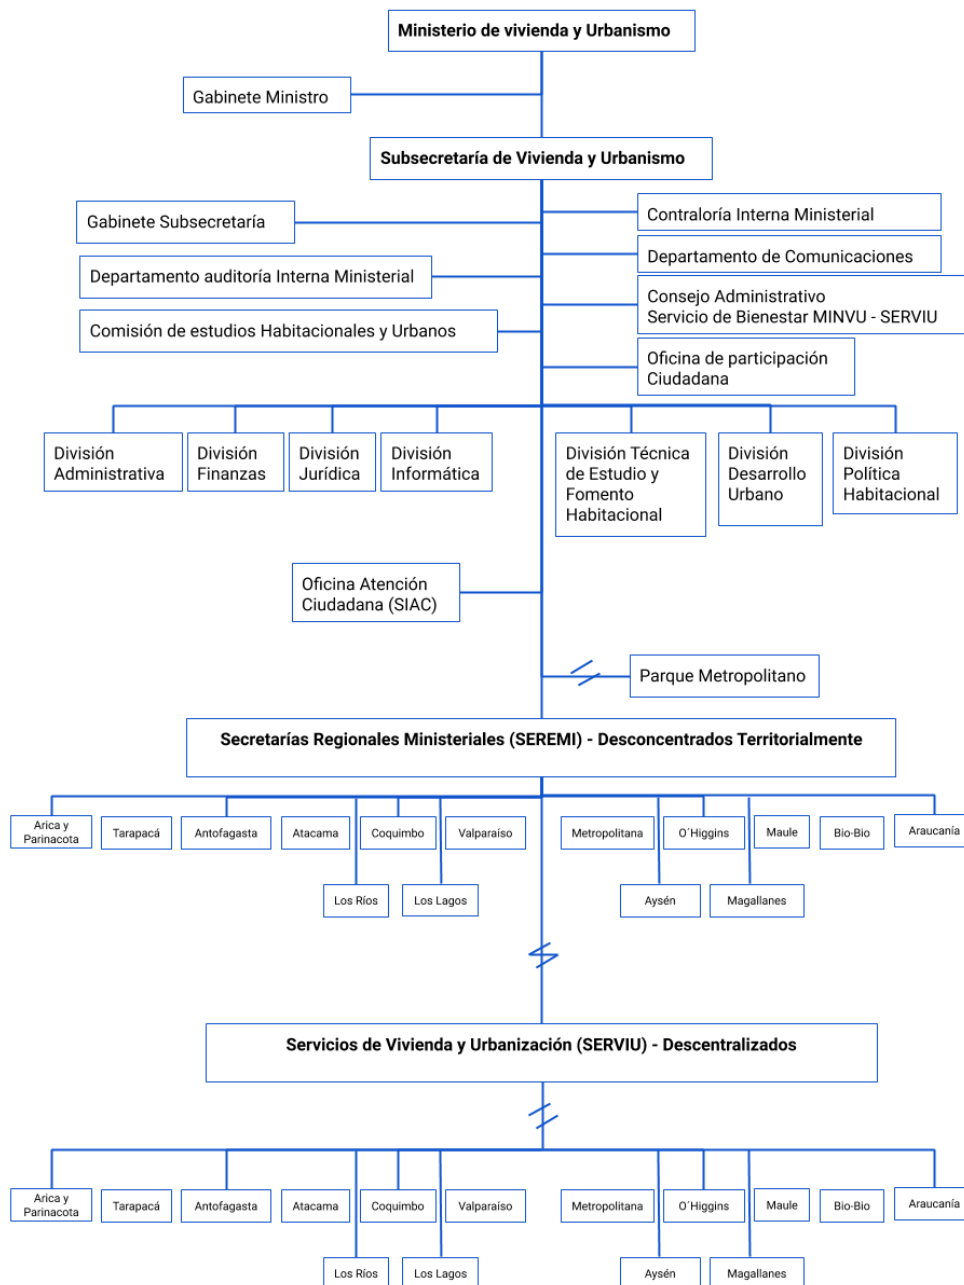 Ministerio de vivienda y Urbanismo
Gabinete Ministro
Subsecretaría de Vivienda y Urbanismo
Gabinete Subsecretaría
Contraloría Interna Ministerial
Departamento auditoría Interna Ministerial
Departamento de Comunicaciones
Comisión de estudios Habitacionales y Urbanos
Consejo Administrativo
Servicio de Bienestar MINVU - SERVIU
Oficina de participación
Ciudadana
División
Administrativa
División
Finanzas
División
Jurídica
División
Informática
División Técnica
de Estudio y
Fomento
Habitacional
División
Desarrollo
Urbano
División
Política
Habitacional
Oficina Atención
Ciudadana (SIAC)
Parque Metropolitano
Secretarías Regionales Ministeriales (SEREMI) - Desconcentrados Territorialmente
Arica y
Parinacota
Tarapacá
Antofagasta
Atacama
Coquimbo
Valparaíso
Metropolitana
O´Higgins
Maule
Bio-Bio
Araucanía
Los Ríos
Los Lagos
Aysén
Magallanes
Servicios de Vivienda y Urbanización (SERVIU) - Descentralizados
Arica y
Parinacota
Tarapacá
Antofagasta
Atacama
Coquimbo
Valparaíso
Metropolitana
O´Higgins
Maule
Bio-Bio
Araucanía
Los Ríos
Los Lagos
Aysén
Magallanes